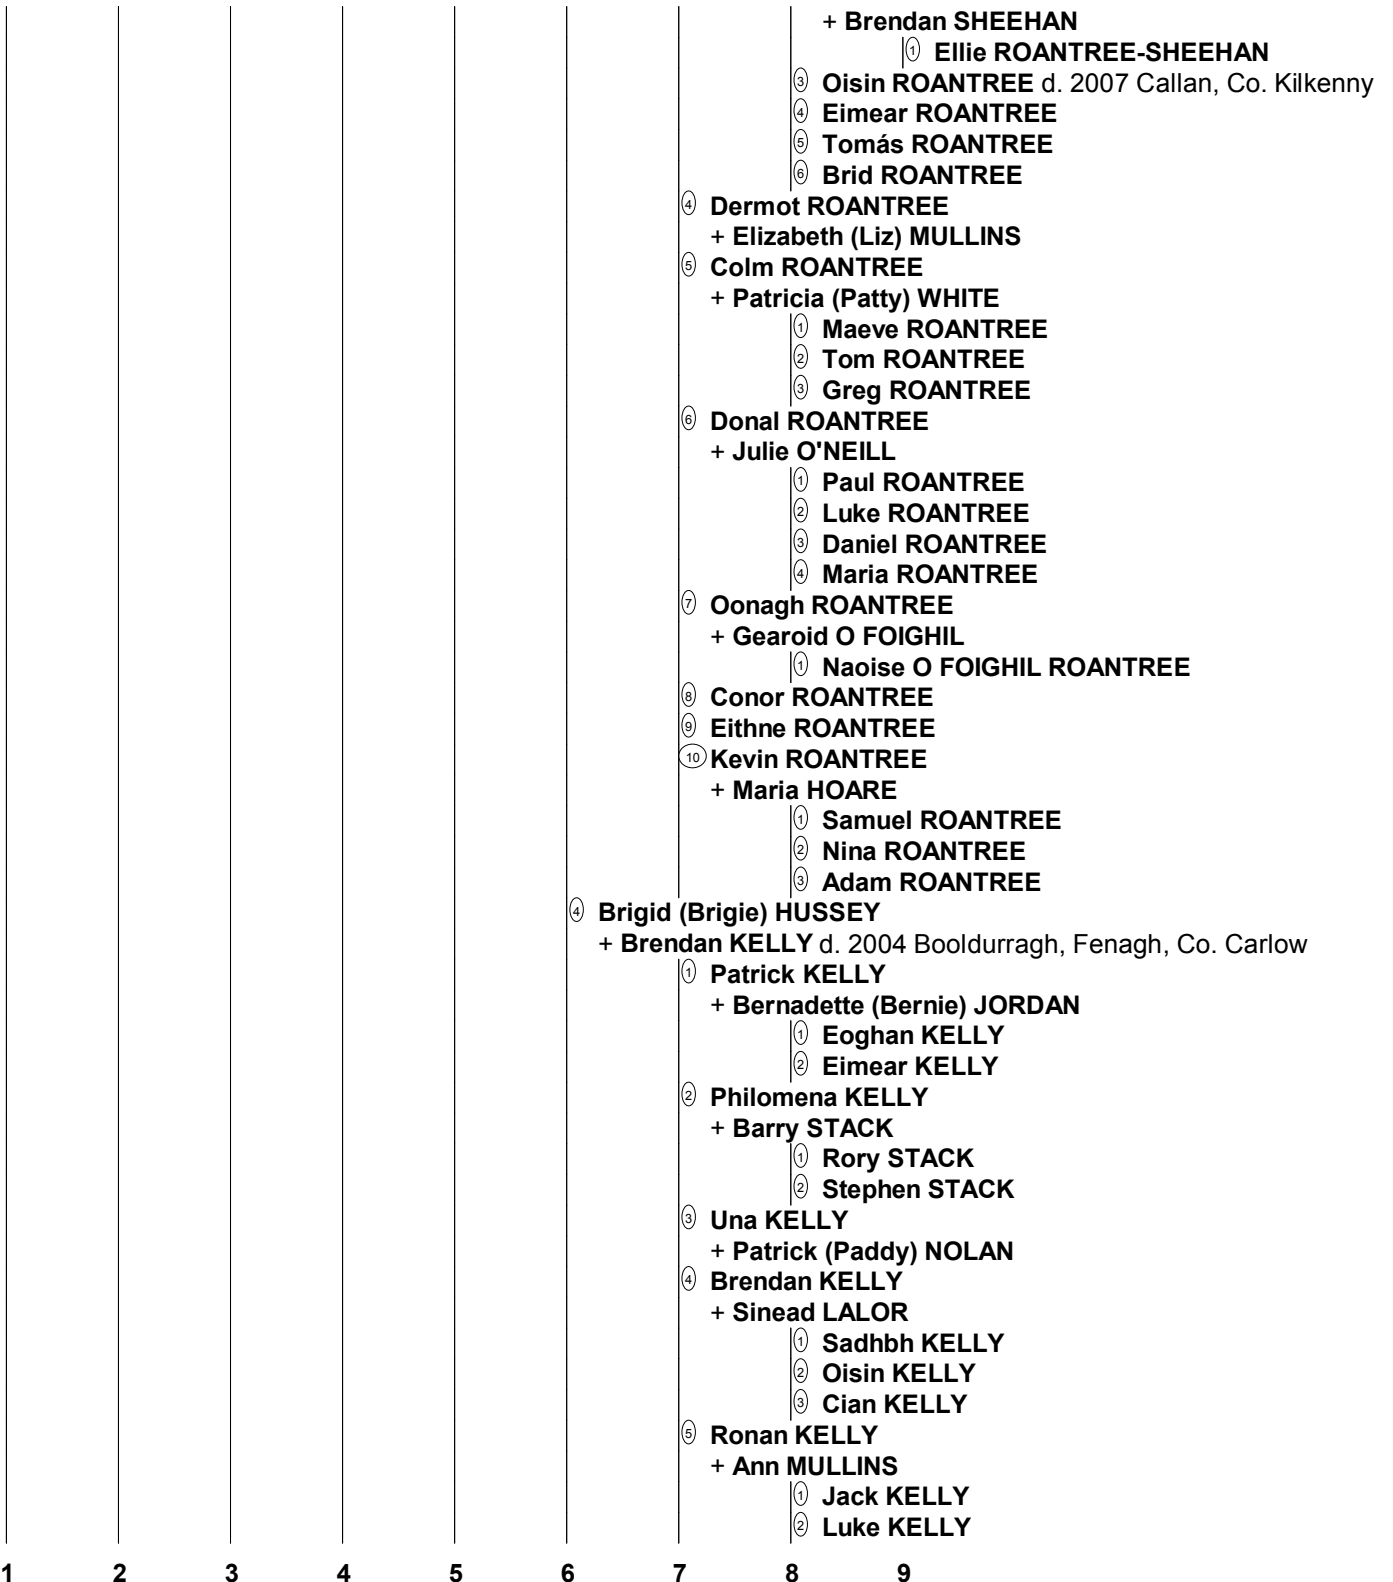 + Brendan SHEEHAN
1 Ellie ROANTREE-SHEEHAN
3 Oisin ROANTREE d. 2007 Callan, Co. Kilkenny
4 Eimear ROANTREE
5 Tomás ROANTREE
6 Brid ROANTREE
4 Dermot ROANTREE
+ Elizabeth (Liz) MULLINS
5 Colm ROANTREE
+ Patricia (Patty) WHITE
1 Maeve ROANTREE
2 Tom ROANTREE
3 Greg ROANTREE
6 Donal ROANTREE
+ Julie O'NEILL
1 Paul ROANTREE
2 Luke ROANTREE
3 Daniel ROANTREE
4 Maria ROANTREE
7 Oonagh ROANTREE
+ Gearoid O FOIGHIL
1 Naoise O FOIGHIL ROANTREE
8 Conor ROANTREE
9 Eithne ROANTREE
10 Kevin ROANTREE
+ Maria HOARE
1 Samuel ROANTREE
2 Nina ROANTREE
3 Adam ROANTREE
4 Brigid (Brigie) HUSSEY
+ Brendan KELLY d. 2004 Booldurragh, Fenagh, Co. Carlow
1 Patrick KELLY
+ Bernadette (Bernie) JORDAN
1 Eoghan KELLY
2 Eimear KELLY
2 Philomena KELLY
+ Barry STACK
1 Rory STACK
2 Stephen STACK
3 Una KELLY
+ Patrick (Paddy) NOLAN
4 Brendan KELLY
+ Sinead LALOR
1 Sadhbh KELLY
2 Oisin KELLY
3 Cian KELLY
5 Ronan KELLY
+ Ann MULLINS
1 Jack KELLY
2 Luke KELLY
1 2 3 4 5 6 7 8 9